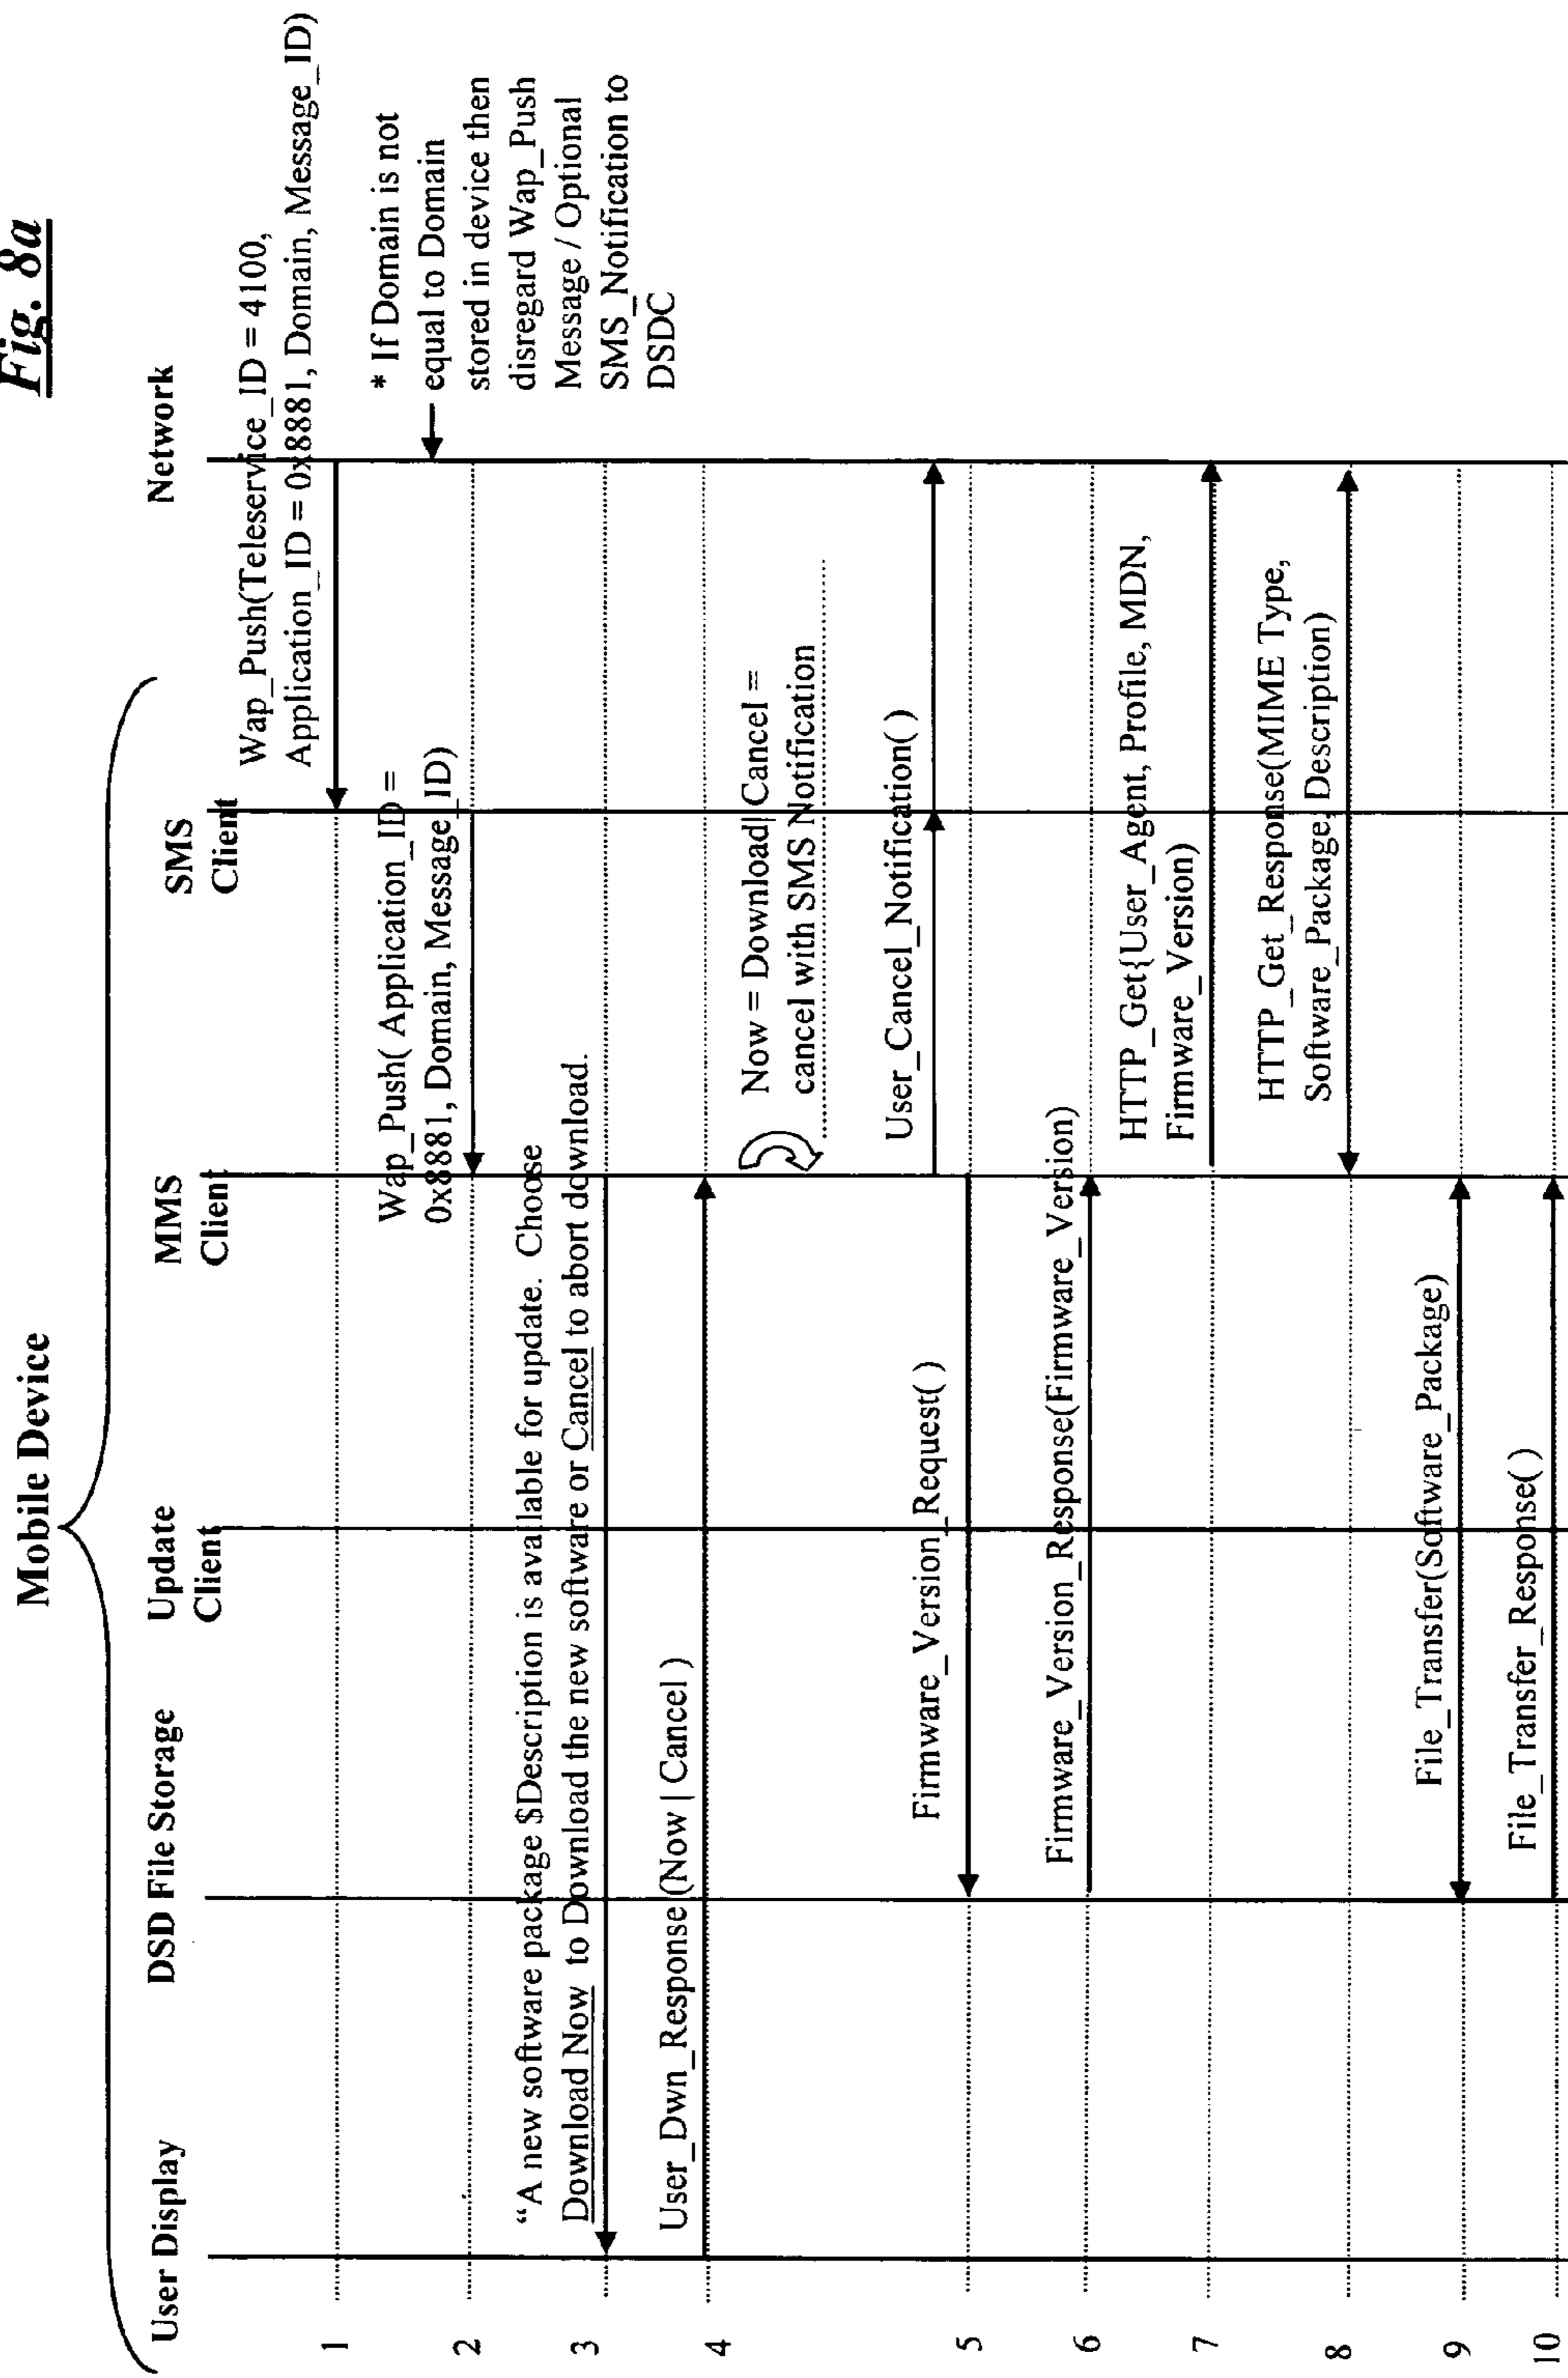 Fig. 8a
Mobile Device
User Display
DSD File Storage
Update
Client
MMS
Client
SMS
Client
Network
1
Wap_Push(Teleservice_ID = 4100,
Application_ID = 0x8881, Domain, Message_ID)
* If Domain is not
equal to Domain
stored in device then
disregard Wap_Push
Message / Optional
SMS_Notification to
DSDC
2
Wap_Push( Application_ID =
0x8881, Domain, Message_ID)
3
“A new software package $Description is available for update. Choose
Download Now to Download the new software or Cancel to abort download.
4
User_Dwn_Response (Now | Cancel )
Now = Download| Cancel =
cancel with SMS Notification
User_Cancel_Notification( )
5
Firmware_Version_Request( )
6
Firmware_Version_Response(Firmware_Version)
7
HTTP_Get{User_Agent, Profile, MDN,
Firmware_Version)
8
HTTP_Get_Response(MIME Type,
Software_Package, Description)
9
File_Transfer(Software_Package)
10
File_Transfer_Response( )